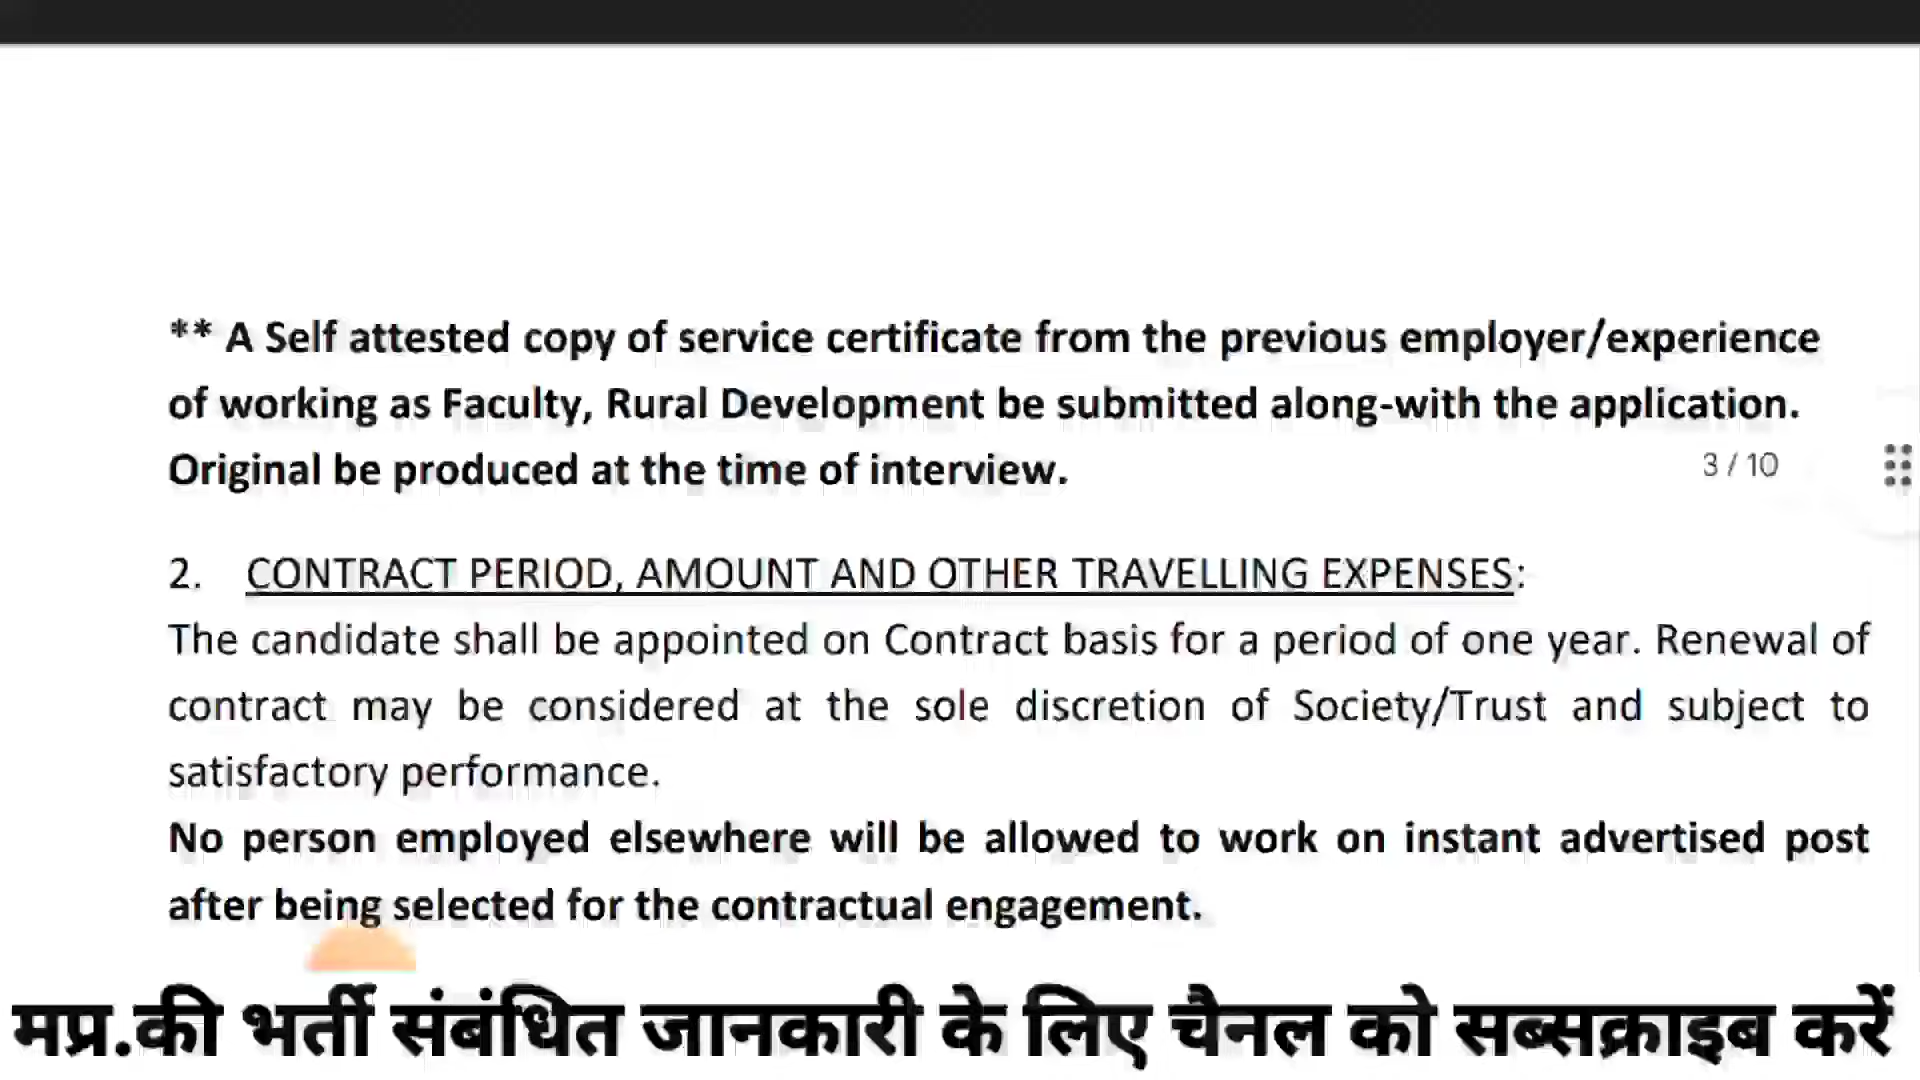 ** A Self attested copy of service certificate from the previous employer/experience
of working as Faculty, Rural Development be submitted along-with the application.
Original be produced at the time of interview.
3 / 10
2. CONTRACT PERIOD, AMOUNT AND OTHER TRAVELLING EXPENSES:
The candidate shall be appointed on Contract basis for a period of one year. Renewal of
contract may be considered at the sole discretion of Society/Trust and subject to
satisfactory performance.
No person employed elsewhere will be allowed to work on instant advertised post
after being selected for the contractual engagement.
मप्र.की भर्ती संबंधित जानकारी के लिए चैनल को सब्सक्राइब करें